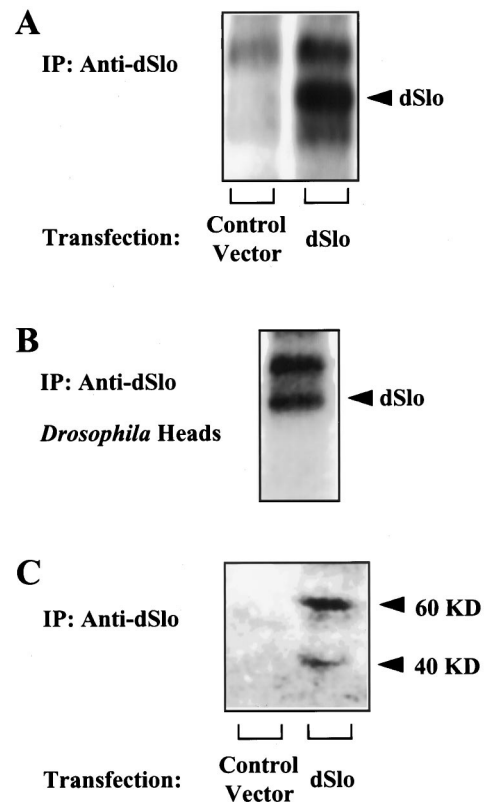 A
IP: Anti-dSlo
dSlo
Transfection:
Control
Vector
dSlo
B
IP: Anti-dSlo
dSlo
Drosophila Heads
C
IP: Anti-dSlo
60 KD
40 KD
Transfection:
Control
Vector
dSlo